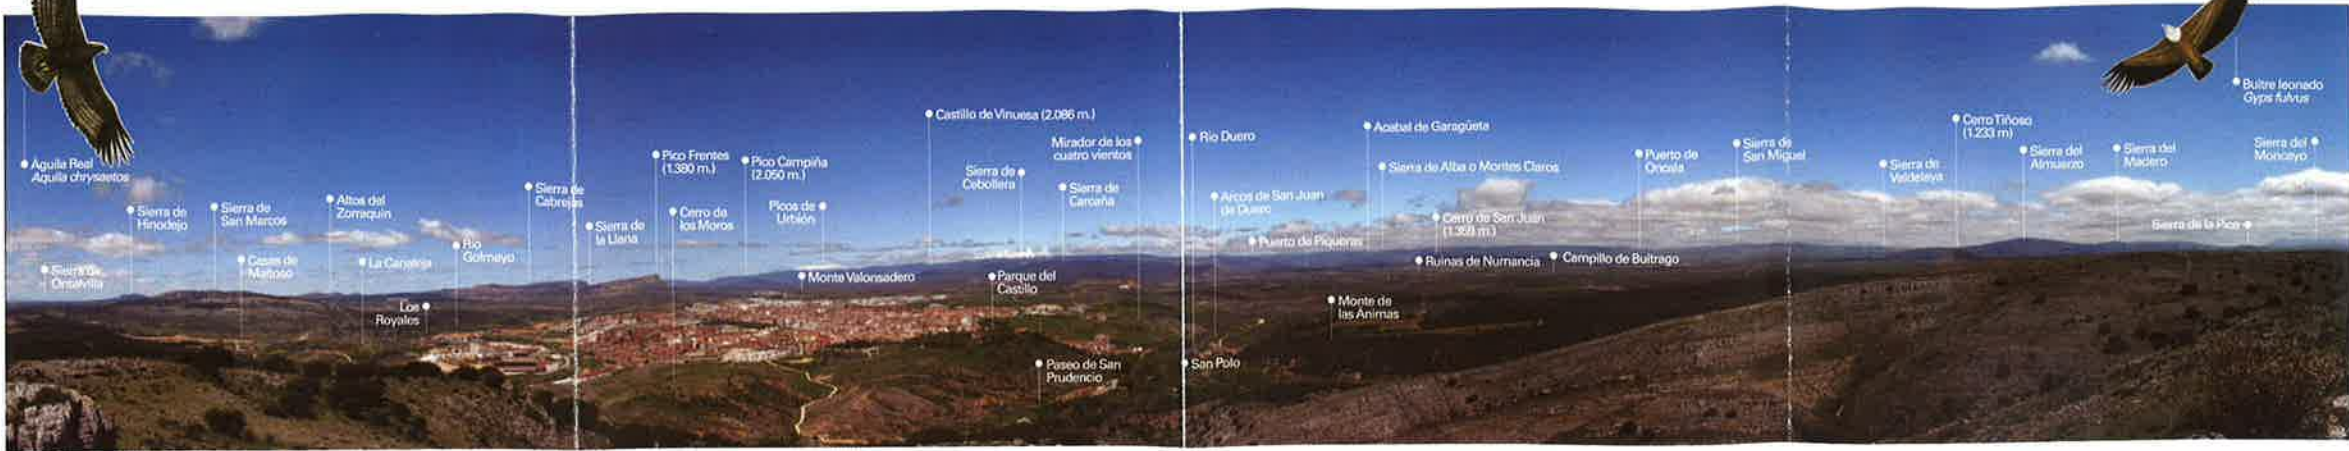 Águila Real
Aquila chrysaetos
Sierra de
Hinodejo
Sierra de
Ontalvilla
Sierra de
San Marcos
Casas de
Maltoso
Altos del
Zorraquín
La Canaleja
Los
Royales
Río
Golmayo
Sierra de
Cabrejas
Sierra de
la Llana
Pico Frentes
(1.380 m.)
Cerro de
los Moros
Pico Campiña
(2.050 m.)
Picos de
Urbión
Monte Valonsadero
Castillo de Vinuesa (2.086 m.)
Sierra de
Cebollera
Parque del
Castillo
Mirador de los
cuatro vientos
Sierra de
Carcaña
Paseo de San
Prudencio
Río Duero
Arcos de San Juan
de Duero
Puerto de Piqueras
San Polo
Acebal de Garagüeta
Sierra de Alba o Montes Claros
Cerro de San Juan
Ruinas de Numancia
Monte de
las Ánimas
Campillo de Buitrago
Puerto de
Oncala
Sierra de
San Miguel
Sierra de
Valdelaya
Cerro Tiñoso
(1.233 m)
Sierra del
Almuerzo
Sierra del
Madero
Buitre leonado
Gyps fulvus
Sierra del
Moncayo
Sierra de la Pica